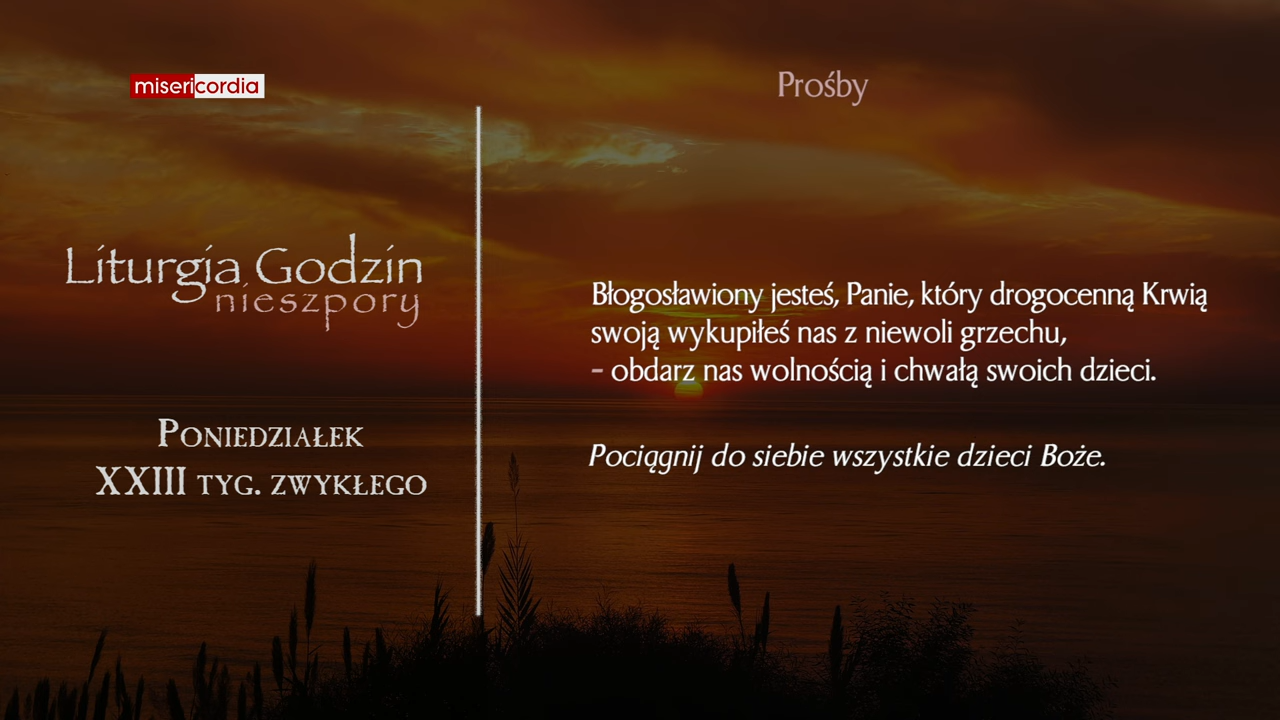 misericordia
Liturgia Godzin
nieszpory
Poniedziałek
XXIII tyg. zwykłego
Prośby
Błogosławiony jesteś, Panie, który drogocenną Krwią
swoją wykupiłeś nas z niewoli grzechu,
- obdarz nas wolnością i chwałą swoich dzieci.
Pociągnij do siebie wszystkie dzieci Boże.